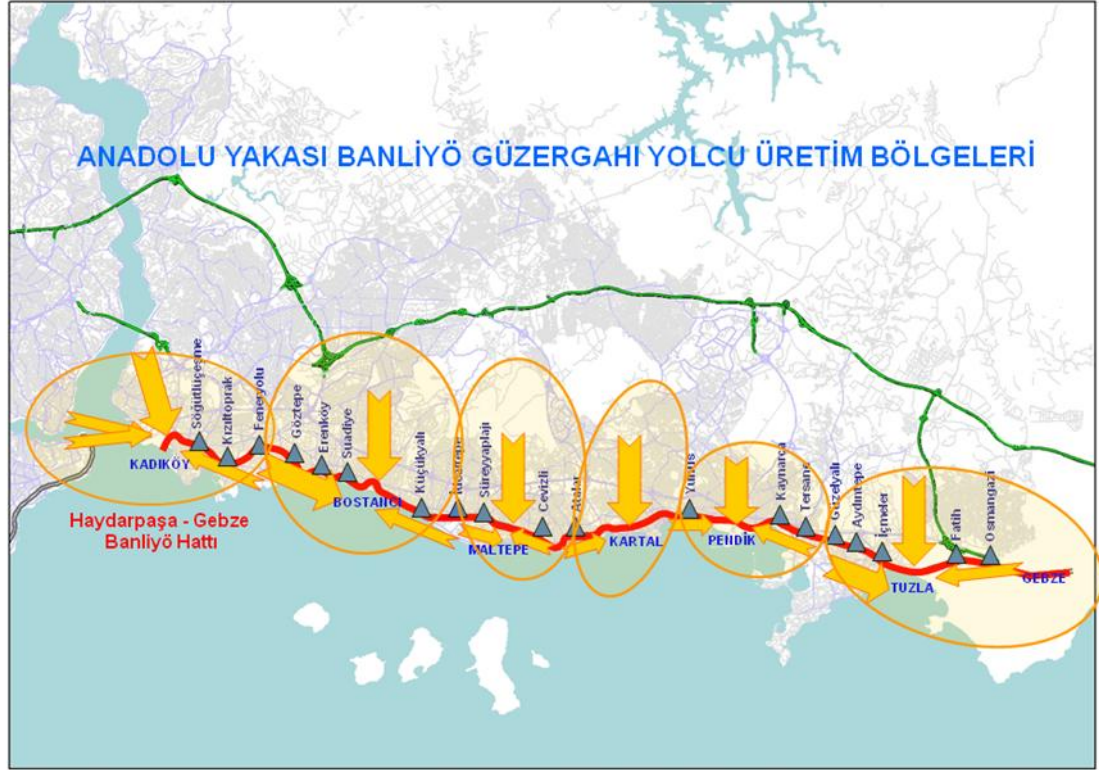 ANADOLU YAKASI BANLİYÖ GÜZERGAHI YOLCU ÜRETİM BÖLGELERİ
Söğütlüçeşme
Kızıltoprak
Feneryolu
Göztepe
Erenköy
Suadiye
Küçükyalı
Süreyyaplajı
Cevizli
Atalar
Yunus
Kaynarca
Tersane
Güzelyalı
Aydıntepe
İçmeler
Fatih
Osmangazi
KADIKÖY
BOSTANCI
MALTEPE
KARTAL
PENDİK
TUZLA
GEBZE
Haydarpaşa - Gebze
Banliyö Hattı